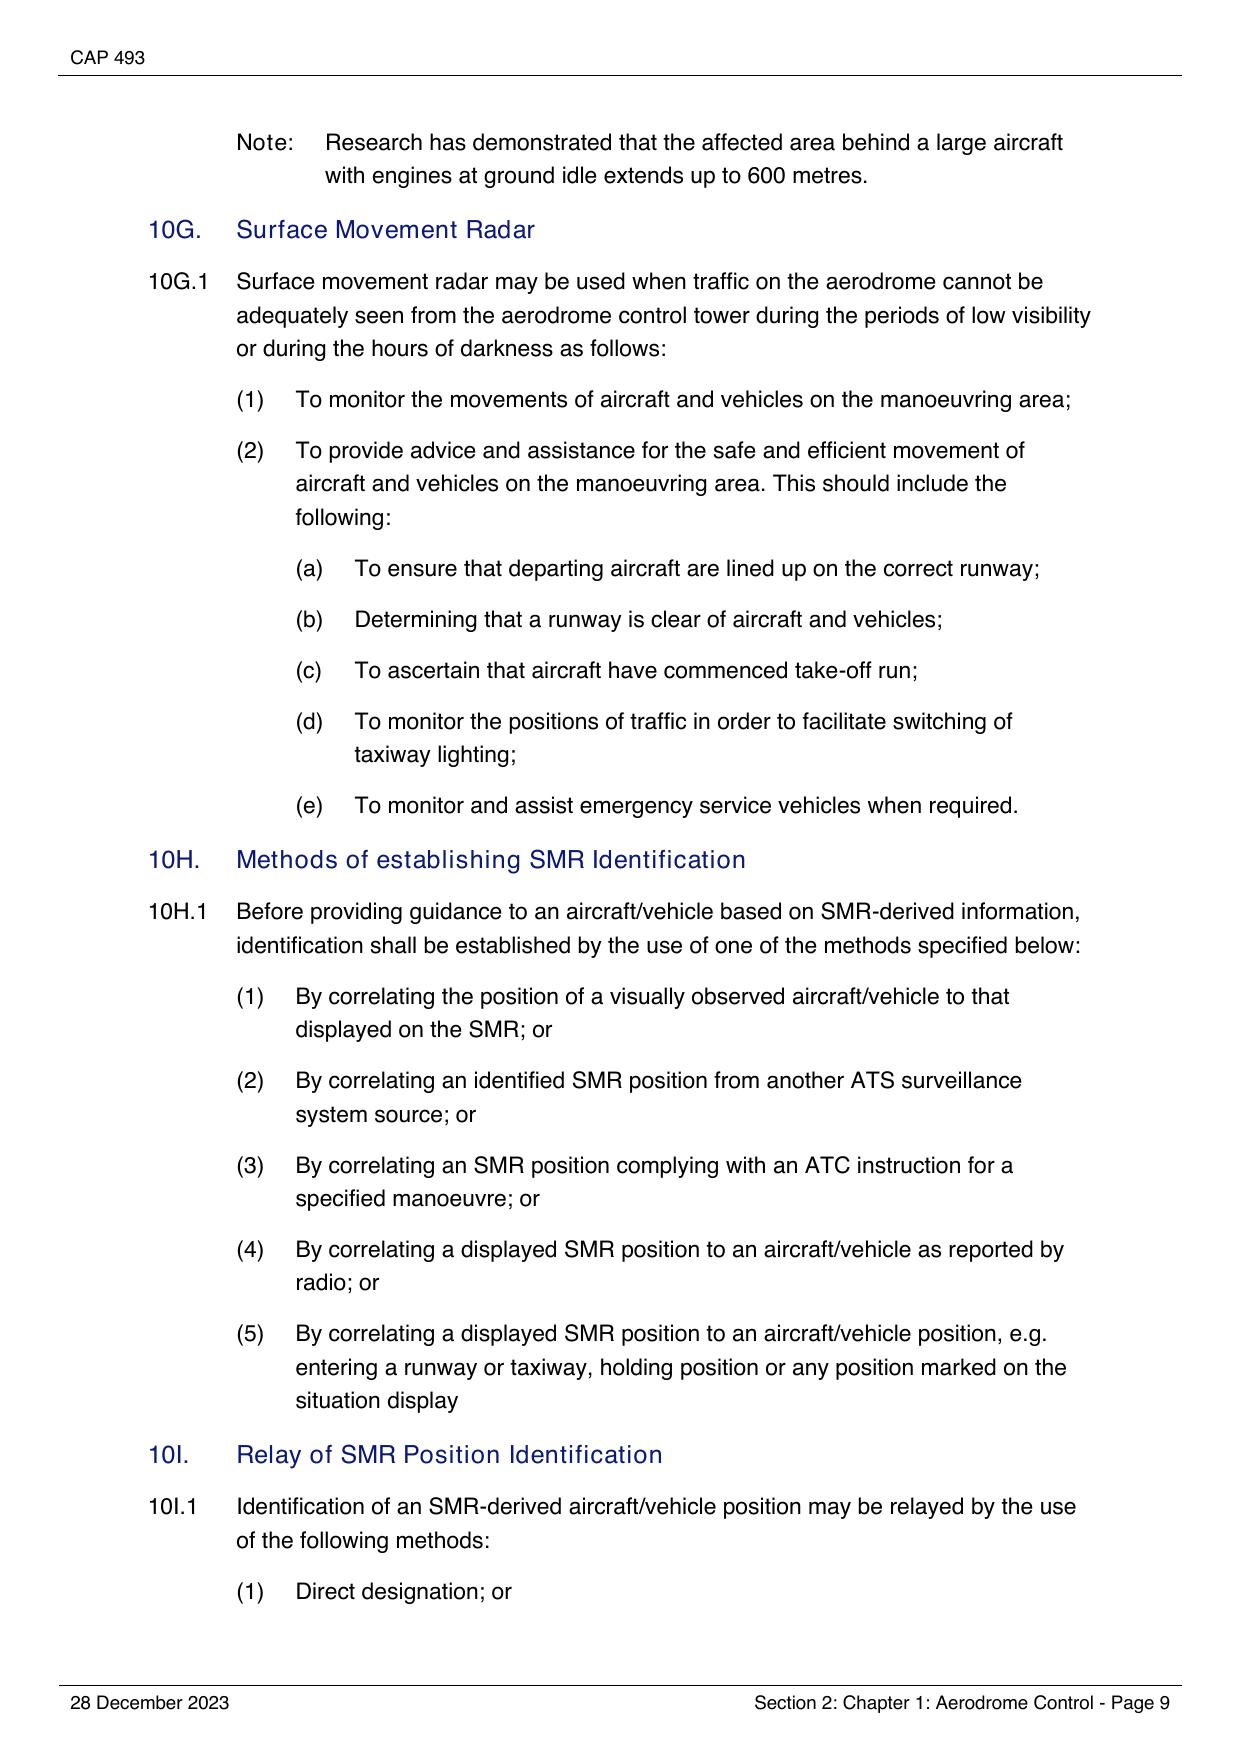 CAP 493
Note: Research has demonstrated that the affected area behind a large aircraft
with engines at ground idle extends up to 600 metres.
10G. Surface Movement Radar
10G.1 Surface movement radar may be used when traffic on the aerodrome cannot be
adequately seen from the aerodrome control tower during the periods of low visibility
or during the hours of darkness as follows:
(1) To monitor the movements of aircraft and vehicles on the manoeuvring area;
(2) To provide advice and assistance for the safe and efficient movement of
aircraft and vehicles on the manoeuvring area. This should include the
following:
(a) To ensure that departing aircraft are lined up on the correct runway;
(b) Determining that a runway is clear of aircraft and vehicles;
(c) To ascertain that aircraft have commenced take-off run;
(d) To monitor the positions of traffic in order to facilitate switching of
taxiway lighting;
(e) To monitor and assist emergency service vehicles when required.
10H. Methods of establishing SMR Identification
10H.1 Before providing guidance to an aircraft/vehicle based on SMR-derived information,
identification shall be established by the use of one of the methods specified below:
(1) By correlating the position of a visually observed aircraft/vehicle to that
displayed on the SMR; or
(2) By correlating an identified SMR position from another ATS surveillance
system source; or
(3) By correlating an SMR position complying with an ATC instruction for a
specified manoeuvre; or
(4) By correlating a displayed SMR position to an aircraft/vehicle as reported by
radio; or
(5) By correlating a displayed SMR position to an aircraft/vehicle position, e.g.
entering a runway or taxiway, holding position or any position marked on the
situation display
10I. Relay of SMR Position Identification
10I.1 Identification of an SMR-derived aircraft/vehicle position may be relayed by the use
of the following methods:
(1) Direct designation; or
28 December 2023 Section 2: Chapter 1: Aerodrome Control - Page 9